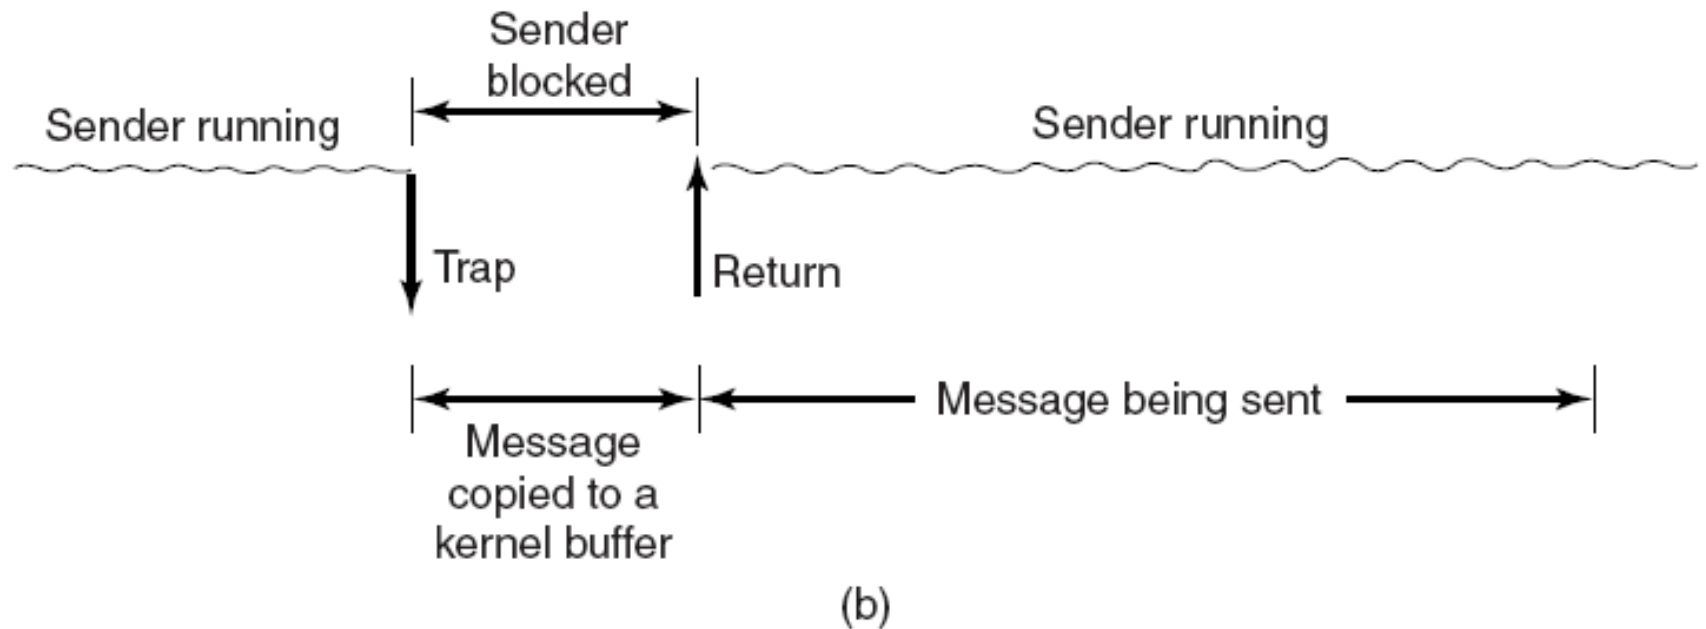 Sender
blocked
Sender running
Sender running
Trap
Return
Message being sent
Message
copied to a
kernel buffer
(b)